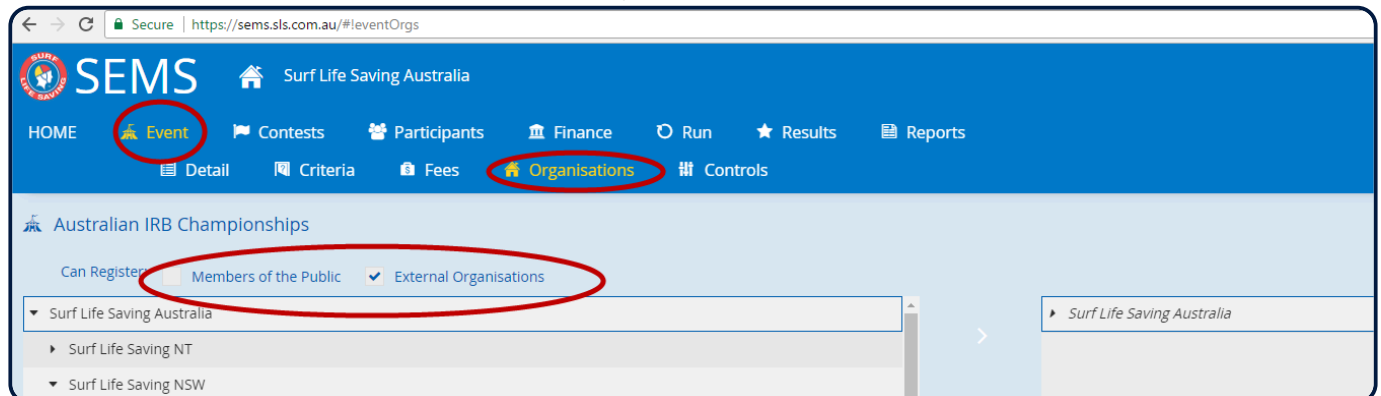 Secure | https://sems.sls.com.au/#!eventOrgs
SURF LIFE SAVING SEMS Surf Life Saving Australia
HOME Event Contests Participants Finance Run Results Reports
Detail Criteria Fees Organisations Controls
Australian IRB Championships
Can Register: Members of the Public External Organisations
Surf Life Saving Australia Surf Life Saving Australia
Surf Life Saving NT
Surf Life Saving NSW